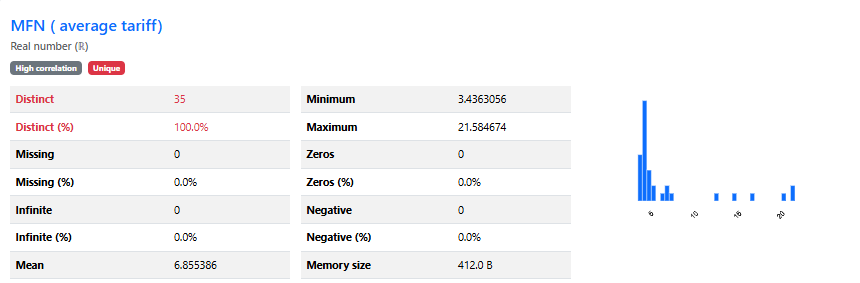 MFN ( average tariff)
Real number (ℝ)
High correlation Unique
Distinct 35
Distinct (%) 100.0%
Missing 0
Missing (%) 0.0%
Infinite 0
Infinite (%) 0.0%
Mean 6.855386
Minimum 3.4363056
Maximum 21.584674
Zeros 0
Zeros (%) 0.0%
Negative 0
Negative (%) 0.0%
Memory size 412.0 B
5 10 15 20